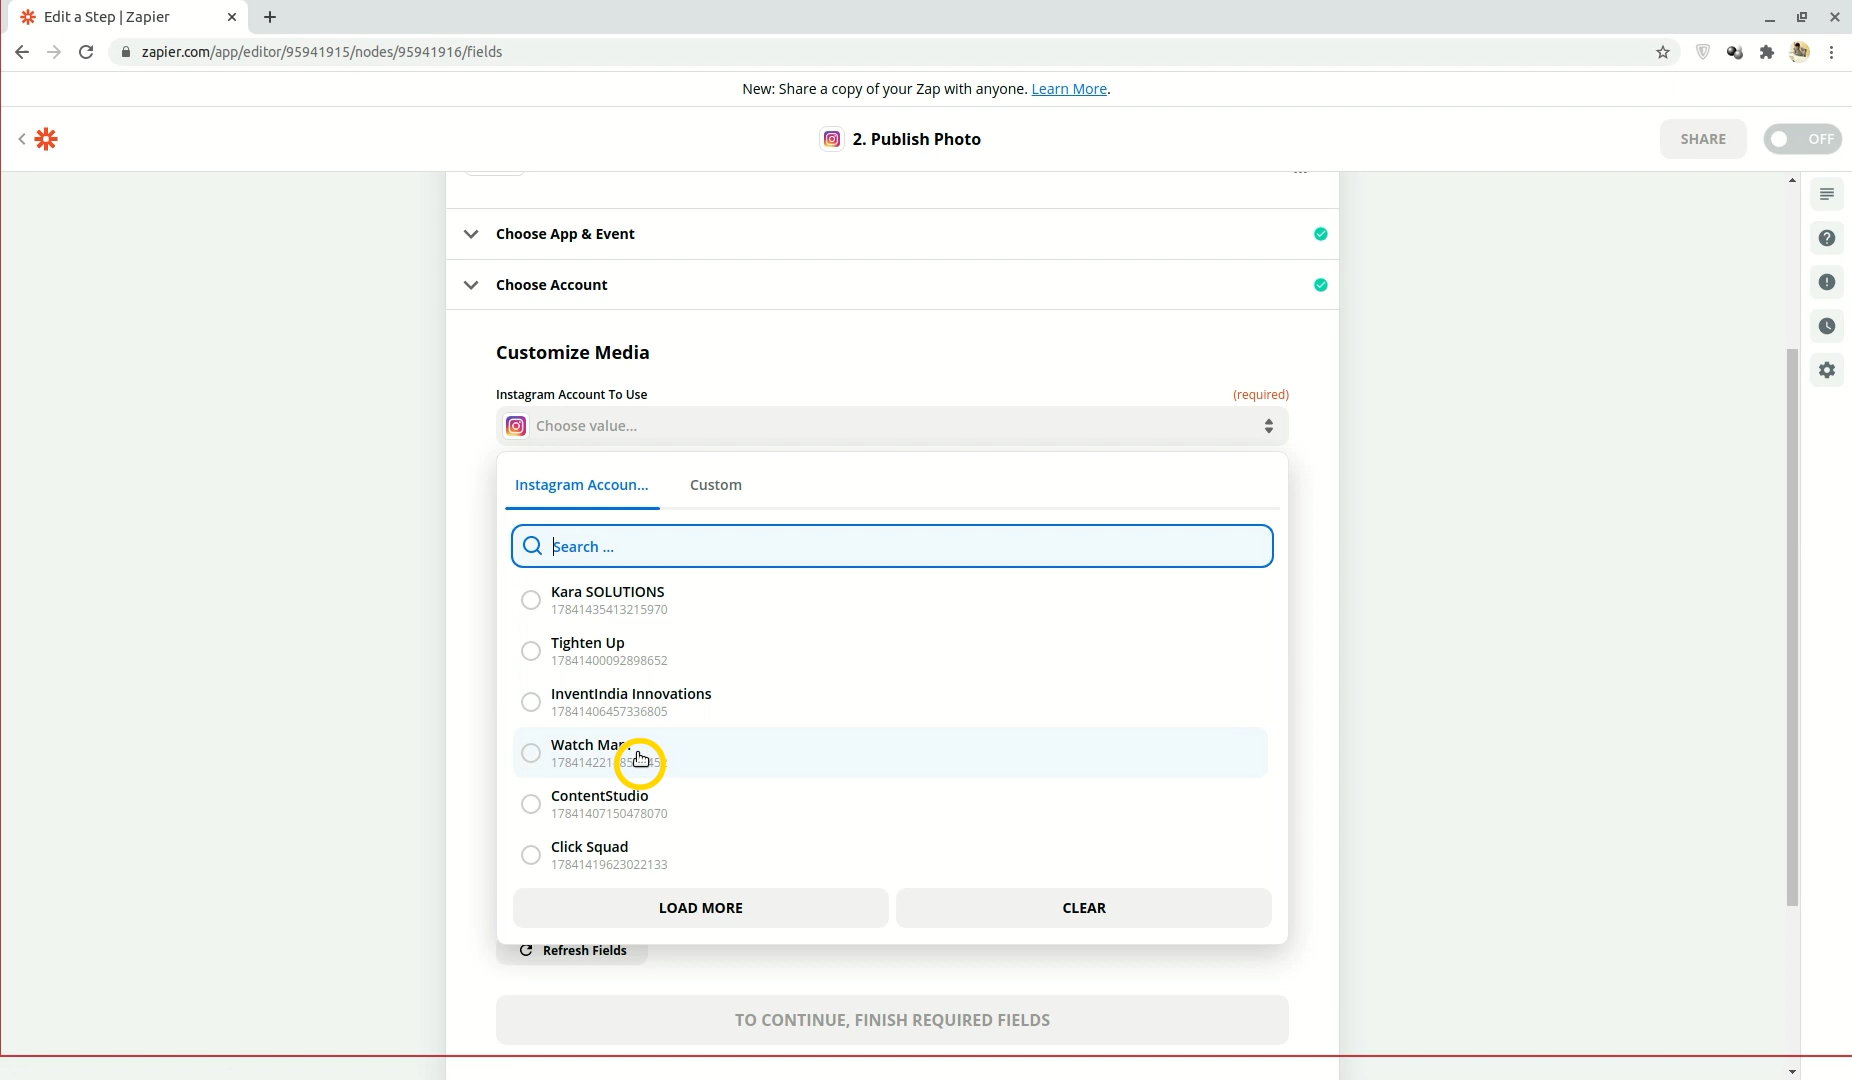 Edit a Step | Zapier
zapier.com/app/editor/95941915/nodes/95941916/fields
New: Share a copy of your Zap with anyone. Learn More.
2. Publish Photo
SHARE
OFF
Choose App & Event
Choose Account
Customize Media
Instagram Account To Use
(required)
Choose value...
Instagram Accoun...
Custom
Search ...
Kara SOLUTIONS
17841435413215970
Tighten Up
17841400092898652
InventIndia Innovations
17841406457336805
Watch
ContentStudio
17841407150478070
Click Squad
17841419623022133
LOAD MORE
CLEAR
Refresh Fields
TO CONTINUE, FINISH REQUIRED FIELDS